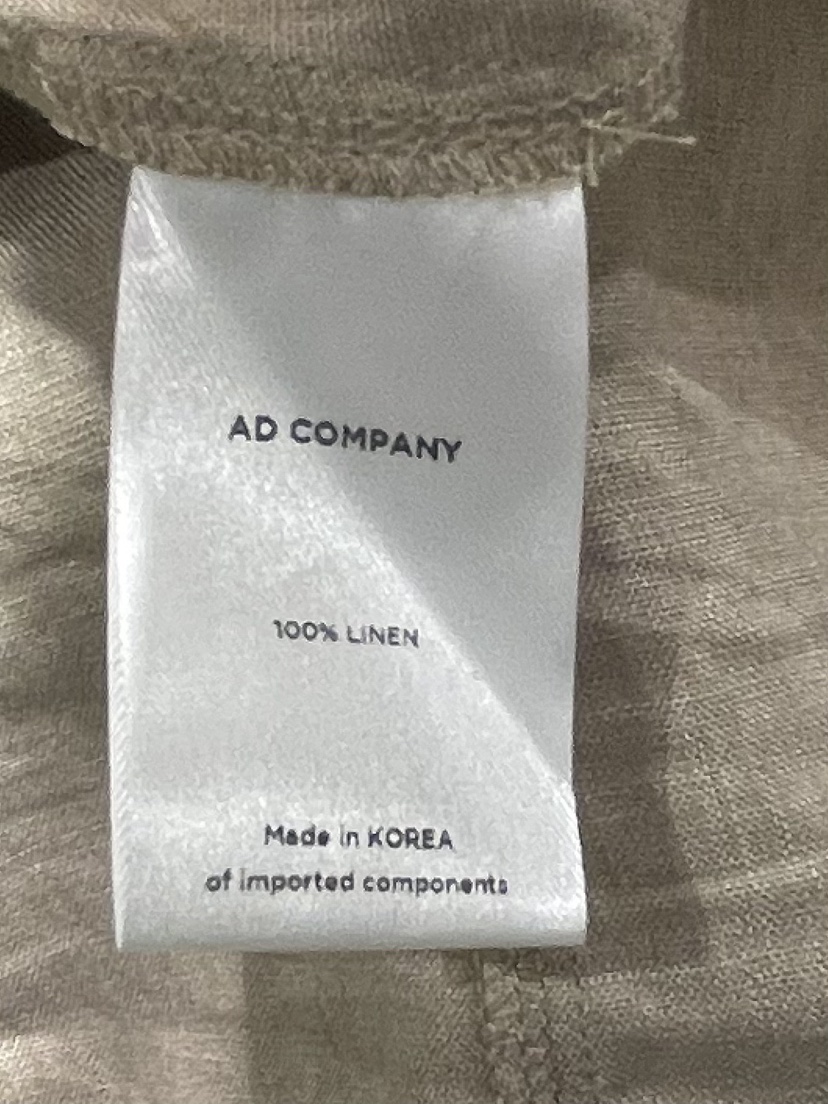 AD COMPANY
100% LINEN
Made in KOREA
of imported components